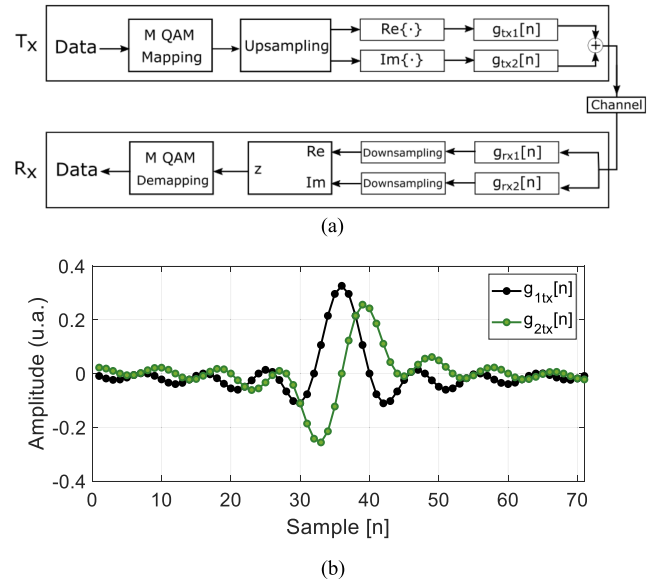 Tx
Data
M QAM
Mapping
Upsampling
Re{·}
Im{·}
gtx1[n]
gtx2[n]
+
Channel
Rx
Data
M QAM
Demapping
z
Re
Im
Downsampling
Downsampling
grx1[n]
grx2[n]
(a)
Amplitude (u.a.)
0.4
0.2
0
-0.2
-0.4
g1tx[n]
g2tx[n]
0 10 20 30 40 50 60 70
Sample [n]
(b)